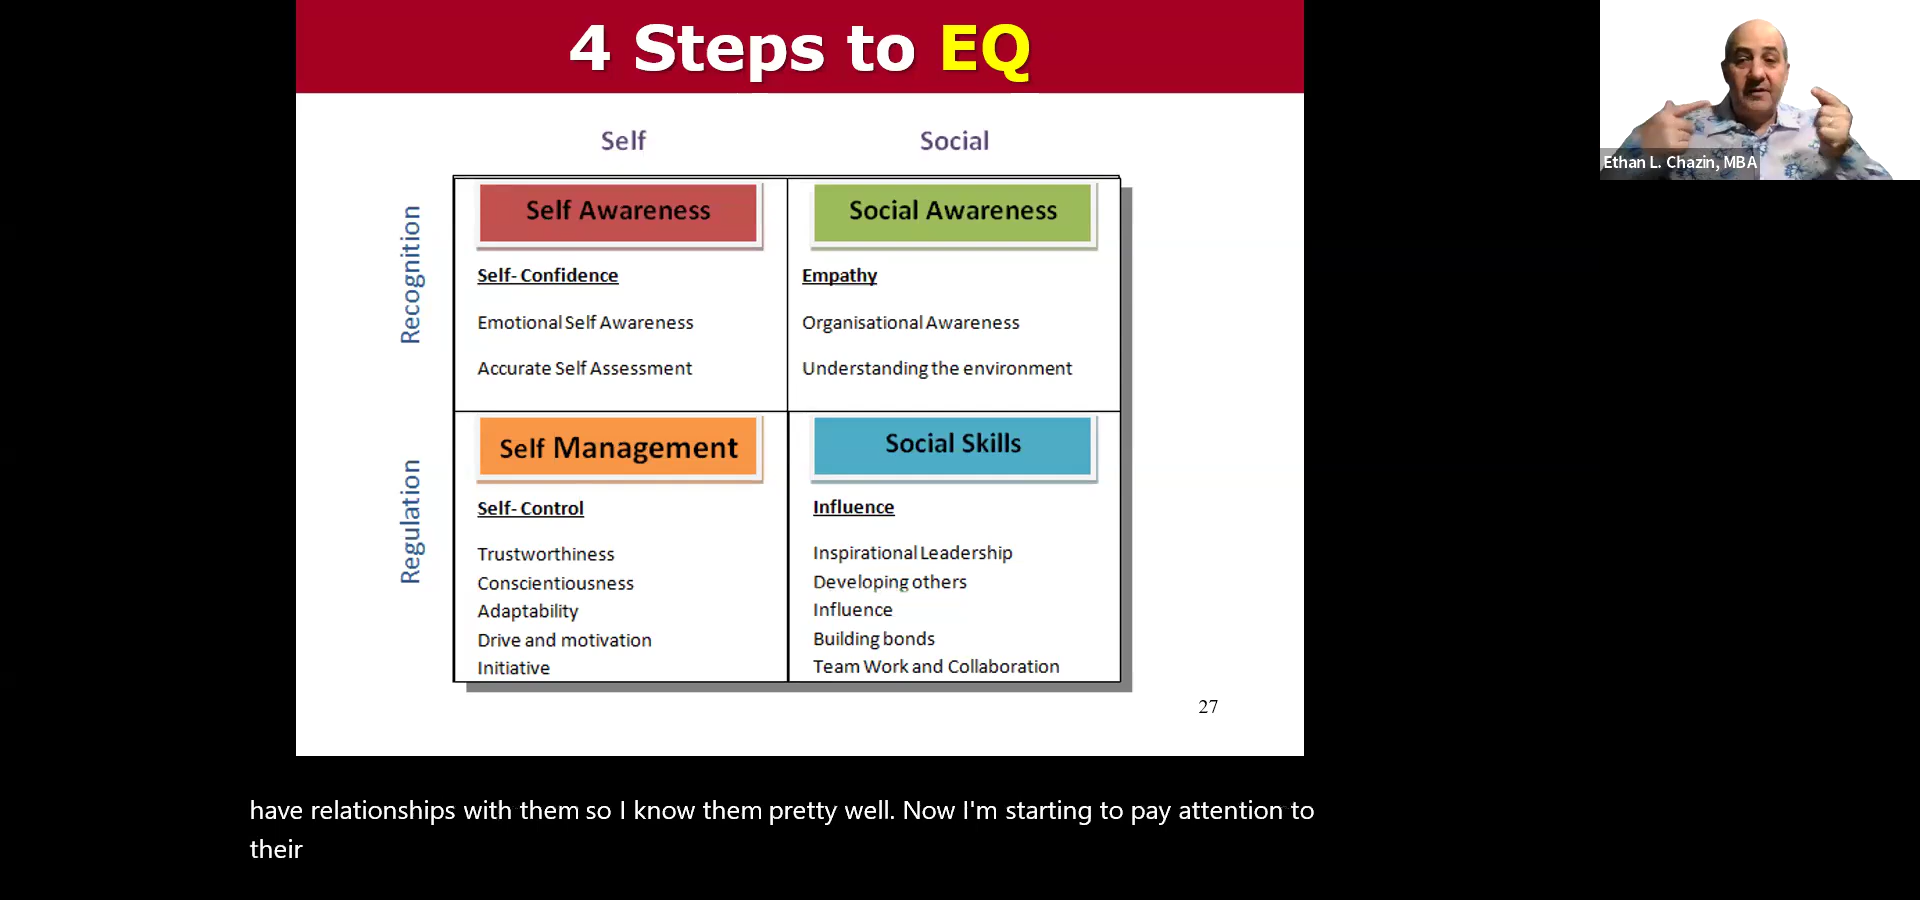 4 Steps to EQ
Self
Social
Ethan L. Chazin, MBA
Recognition
Self Awareness
Self- Confidence
Emotional Self Awareness
Accurate Self Assessment
Social Awareness
Empathy
Organisational Awareness
Understanding the environment
Regulation
Self Management
Self- Control
Trustworthiness
Conscientiousness
Adaptability
Drive and motivation
Initiative
Social Skills
Influence
Inspirational Leadership
Developing others
Influence
Building bonds
Team Work and Collaboration
27
have relationships with them so I know them pretty well. Now I'm starting to pay attention to
their